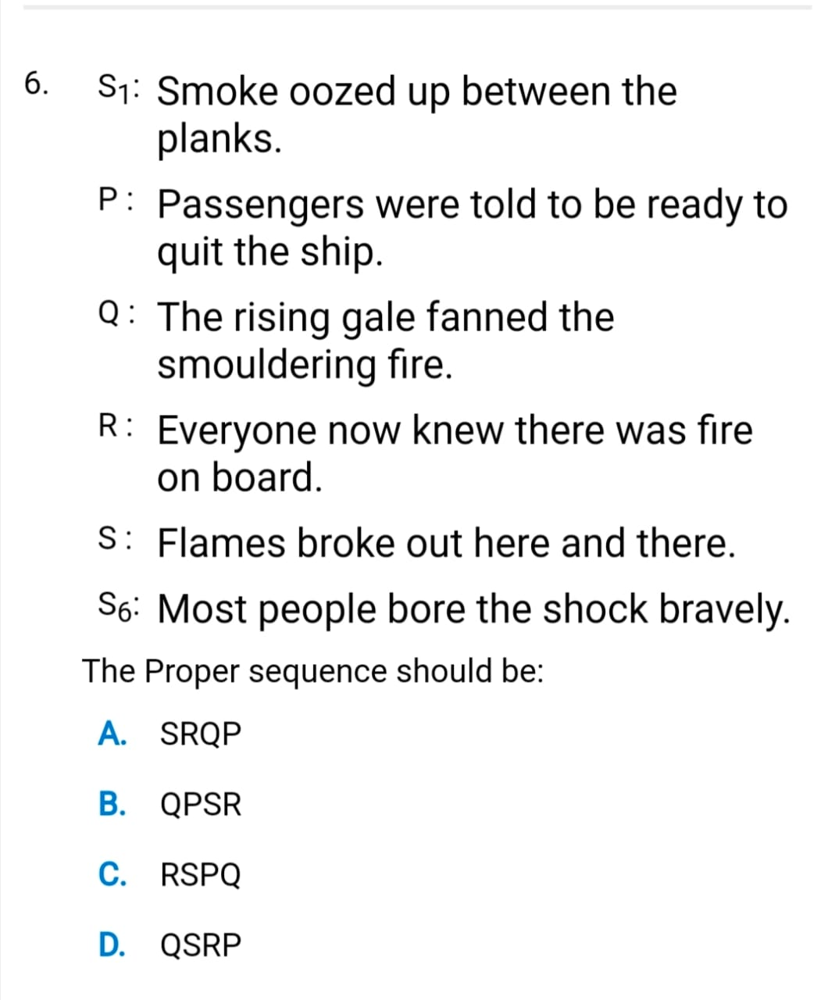 6. S1: Smoke oozed up between the
planks.
P: Passengers were told to be ready to
quit the ship.
Q: The rising gale fanned the
smouldering fire.
R: Everyone now knew there was fire
on board.
S: Flames broke out here and there.
S6: Most people bore the shock bravely.
The Proper sequence should be:
A. SRQP
B. QPSR
C. RSPQ
D. QSRP